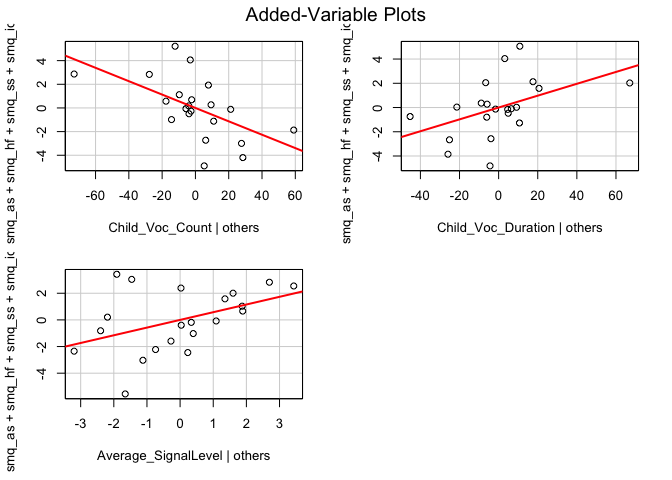 Added-Variable Plots
smq_as + smq_hf + smq_ss + smq_ic
4
2
0
-2
-4
-60 -40 -20 0 20 40 60
Child_Voc_Count | others
smq_as + smq_hf + smq_ss + smq_ic
4
2
0
-2
-4
-40 -20 0 20 40 60
Child_Voc_Duration | others
smq_as + smq_hf + smq_ss + smq_ic
2
0
-2
-4
-3 -2 -1 0 1 2 3
Average_SignalLevel | others